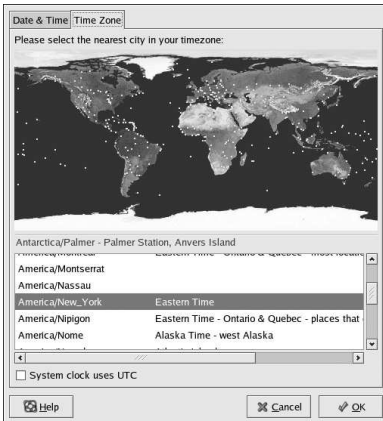 Date & Time Time Zone
Please select the nearest city in your timezone:
Antarctica/Palmer - Palmer Station, Anvers Island
America/Montserrat
America/Nassau
America/New_York Eastern Time
America/Nipigon Eastern Time - Ontario & Quebec - places that
America/Nome Alaska Time - west Alaska
System clock uses UTC
Help Cancel OK